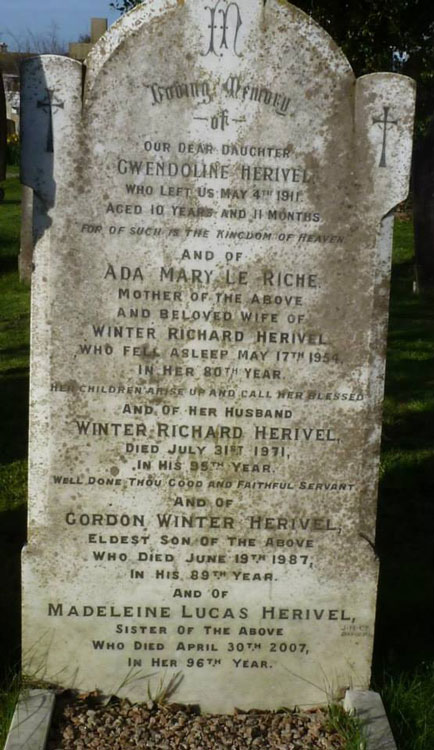 In
Loving Memory
of
OUR DEAR DAUGHTER
GWENDOLINE HERIVEL
WHO LEFT US MAY 4TH 1911.
AGED 10 YEARS AND 11 MONTHS
FOR OF SUCH IS THE KINGDOM OF HEAVEN
AND OF
ADA MARY LE RICHE
MOTHER OF THE ABOVE
AND BELOVED WIFE OF
WINTER RICHARD HERIVEL
WHO FELL ASLEEP MAY 17TH 1954
IN HER 80TH YEAR.
HER CHILDREN ARISE UP AND CALL HER BLESSED
AND OF HER HUSBAND
WINTER RICHARD HERIVEL,
DIED JULY 31ST 1971,
IN HIS 95TH YEAR.
WELL DONE THOU GOOD AND FAITHFUL SERVANT
AND OF
GORDON WINTER HERIVEL,
ELDEST SON OF THE ABOVE
WHO DIED JUNE 19TH 1987,
IN HIS 89TH YEAR.
AND OF
MADELEINE LUCAS HERIVEL,
SISTER OF THE ABOVE
WHO DIED APRIL 30TH 2007,
IN HER 96TH YEAR.